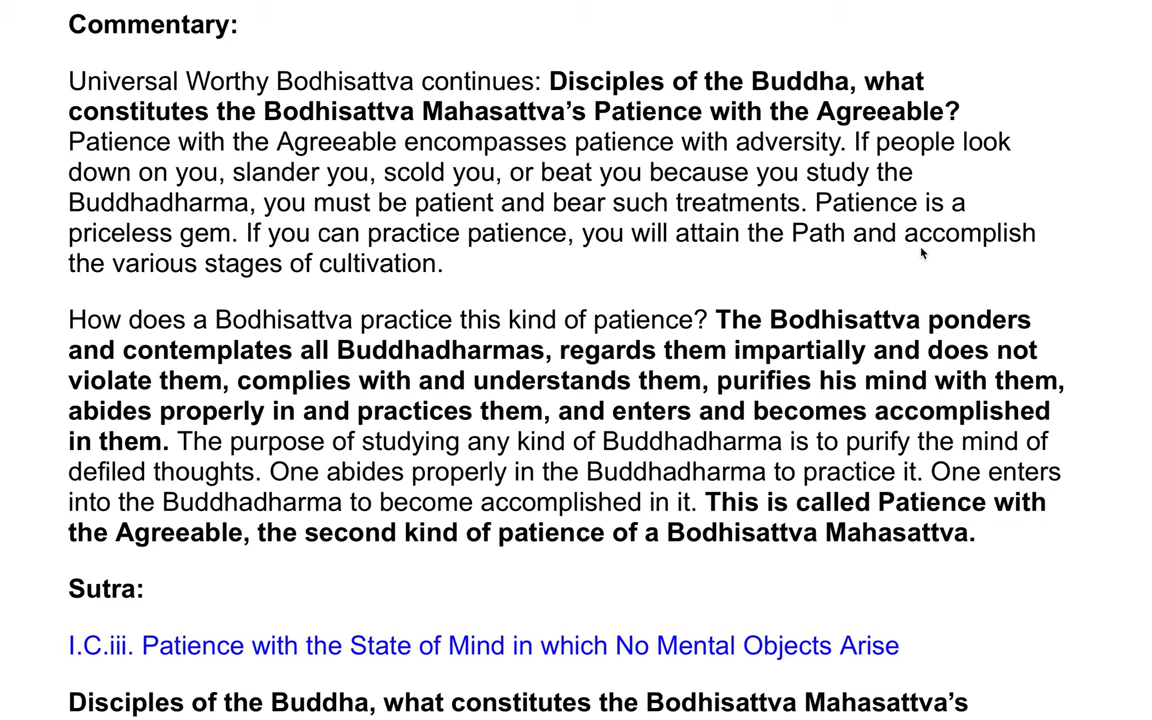 Commentary:
Universal Worthy Bodhisattva continues: Disciples of the Buddha, what
constitutes the Bodhisattva Mahasattva’s Patience with the Agreeable?
Patience with the Agreeable encompasses patience with adversity. If people look
down on you, slander you, scold you, or beat you because you study the
Buddhadharma, you must be patient and bear such treatments. Patience is a
priceless gem. If you can practice patience, you will attain the Path and accomplish
the various stages of cultivation.
How does a Bodhisattva practice this kind of patience? The Bodhisattva ponders
and contemplates all Buddhadharmas, regards them impartially and does not
violate them, complies with and understands them, purifies his mind with them,
abides properly in and practices them, and enters and becomes accomplished
in them. The purpose of studying any kind of Buddhadharma is to purify the mind of
defiled thoughts. One abides properly in the Buddhadharma to practice it. One enters
into the Buddhadharma to become accomplished in it. This is called Patience with
the Agreeable, the second kind of patience of a Bodhisattva Mahasattva.
Sutra:
I.C.iii. Patience with the State of Mind in which No Mental Objects Arise
Disciples of the Buddha, what constitutes the Bodhisattva Mahasattva’s